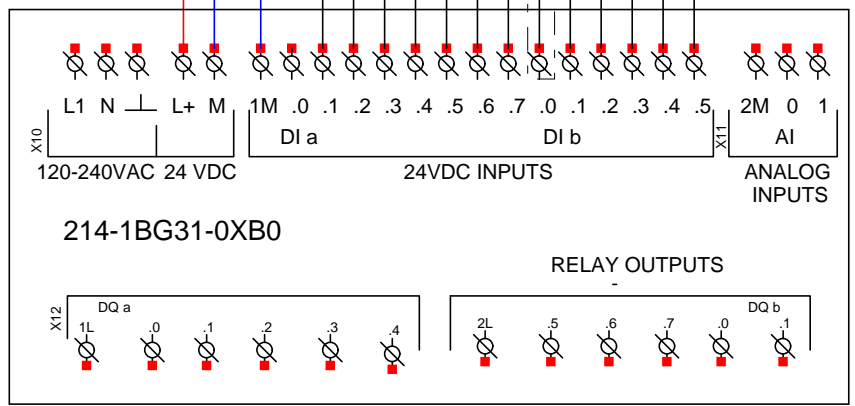 L1 N L+ M 1M .0 .1 .2 .3 .4 .5 .6 .7 .0 .1 .2 .3 .4 .5 2M 0 1
X10 DI a DI b X11 AI
120-240VAC 24 VDC 24VDC INPUTS ANALOG
INPUTS
214-1BG31-0XB0
RELAY OUTPUTS
-
X12 DQ a DQ b
1L .0 .1 .2 .3 .4 2L .5 .6 .7 .0 .1